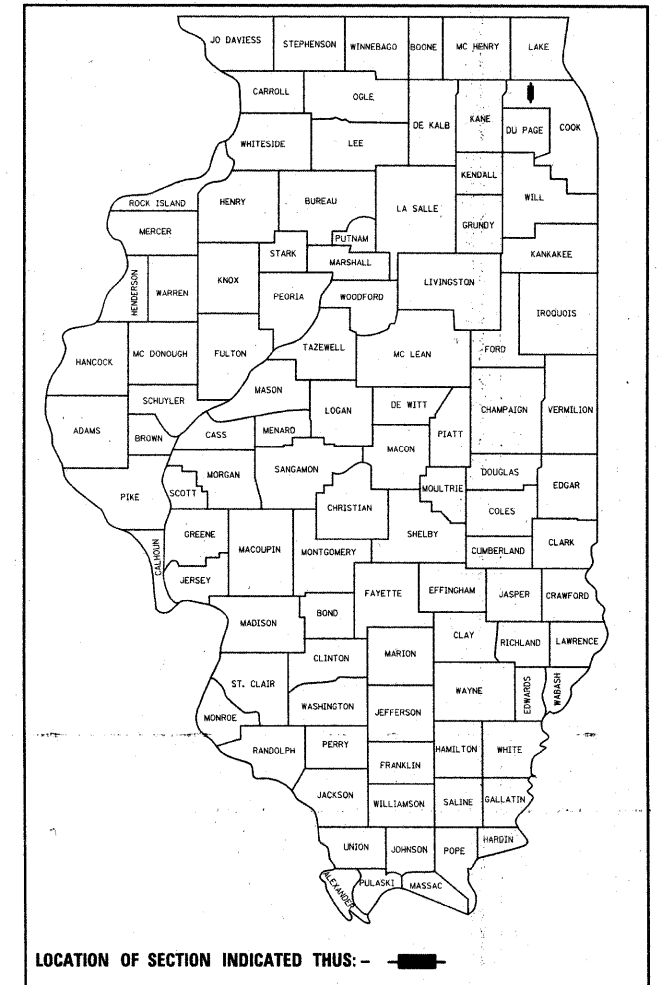 JO DAVIESS
STEPHENSON
WINNEBAGO
BOONE
MC HENRY
LAKE
CARROLL
OGLE
DE KALB
KANE
COOK
DU PAGE
WHITESIDE
LEE
KENDALL
WILL
ROCK ISLAND
HENRY
BUREAU
LA SALLE
GRUNDY
MERCER
PUTNAM
STARK
MARSHALL
KANKAKEE
HENDERSON
WARREN
KNOX
PEORIA
WOODFORD
LIVINGSTON
IROQUOIS
HANCOCK
MC DONOUGH
FULTON
TAZEWELL
MC LEAN
FORD
MASON
SCHUYLER
LOGAN
DE WITT
CHAMPAIGN
VERMILION
ADAMS
BROWN
CASS
MENARD
MACON
PIATT
PIKE
SCOTT
MORGAN
SANGAMON
MOULTRIE
DOUGLAS
EDGAR
CHRISTIAN
COLES
GREENE
MACOUPIN
MONTGOMERY
SHELBY
CUMBERLAND
CLARK
CALHOUN
JERSEY
FAYETTE
EFFINGHAM
JASPER
CRAWFORD
MADISON
BOND
CLAY
RICHLAND
LAWRENCE
CLINTON
MARION
ST. CLAIR
WAYNE
EDWARDS
WABASH
WASHINGTON
JEFFERSON
MONROE
RANDOLPH
PERRY
HAMILTON
WHITE
FRANKLIN
JACKSON
WILLIAMSON
SALINE
GALLATIN
UNION
JOHNSON
POPE
HARDIN
ALEXANDER
PULASKI
MASSAC
LOCATION OF SECTION INDICATED THUS: -